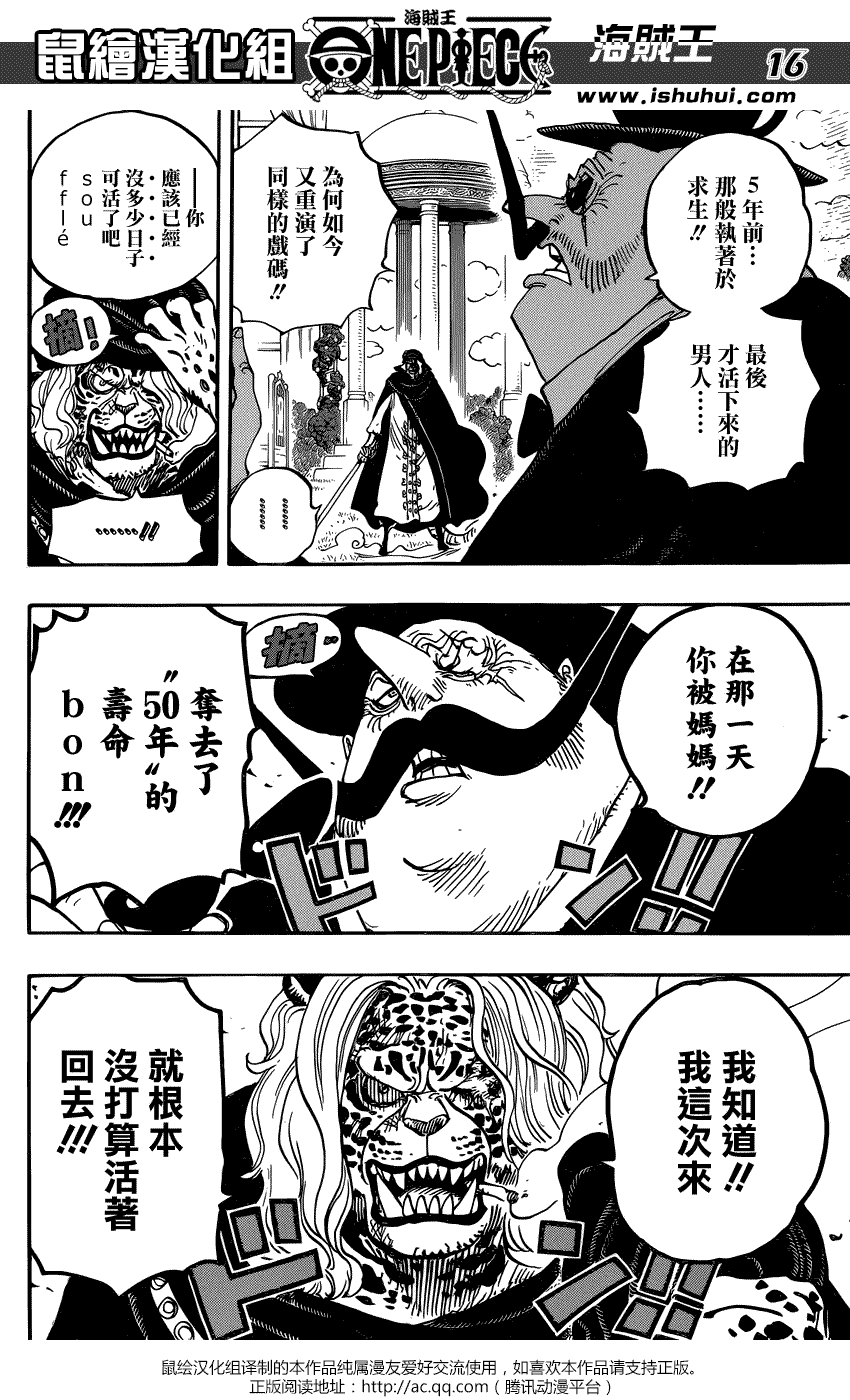 鼠繪漢化組
海賊王
ONE PIECE
海賊王
16
www.ishuhui.com
5年前…
那般執著於
求生!!
最後
才活下來的
男人……
為何如今
又重演了
同樣的戲碼!!
……
——你
應該已經
沒多少日子
可活了吧
sou
fflé
摘!
……!!
在那一天
你被媽媽!!
摘…
奪去了
"50年"的
壽命
bon!!!
ドン!!
我知道!!
我這次來
就根本
沒打算活著
回去!!!
ドン!!
鼠绘汉化组译制的本作品纯属漫友爱好交流使用，如喜欢本作品请支持正版。
正版阅读地址：http://ac.qq.com（腾讯动漫平台）